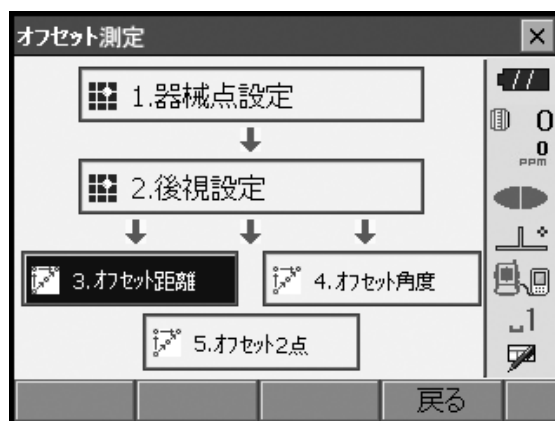 オフセット測定
1.器械点設定
2.後視設定
3.オフセット距離
4.オフセット角度
5.オフセット2点
0
0
PPM
1
戻る